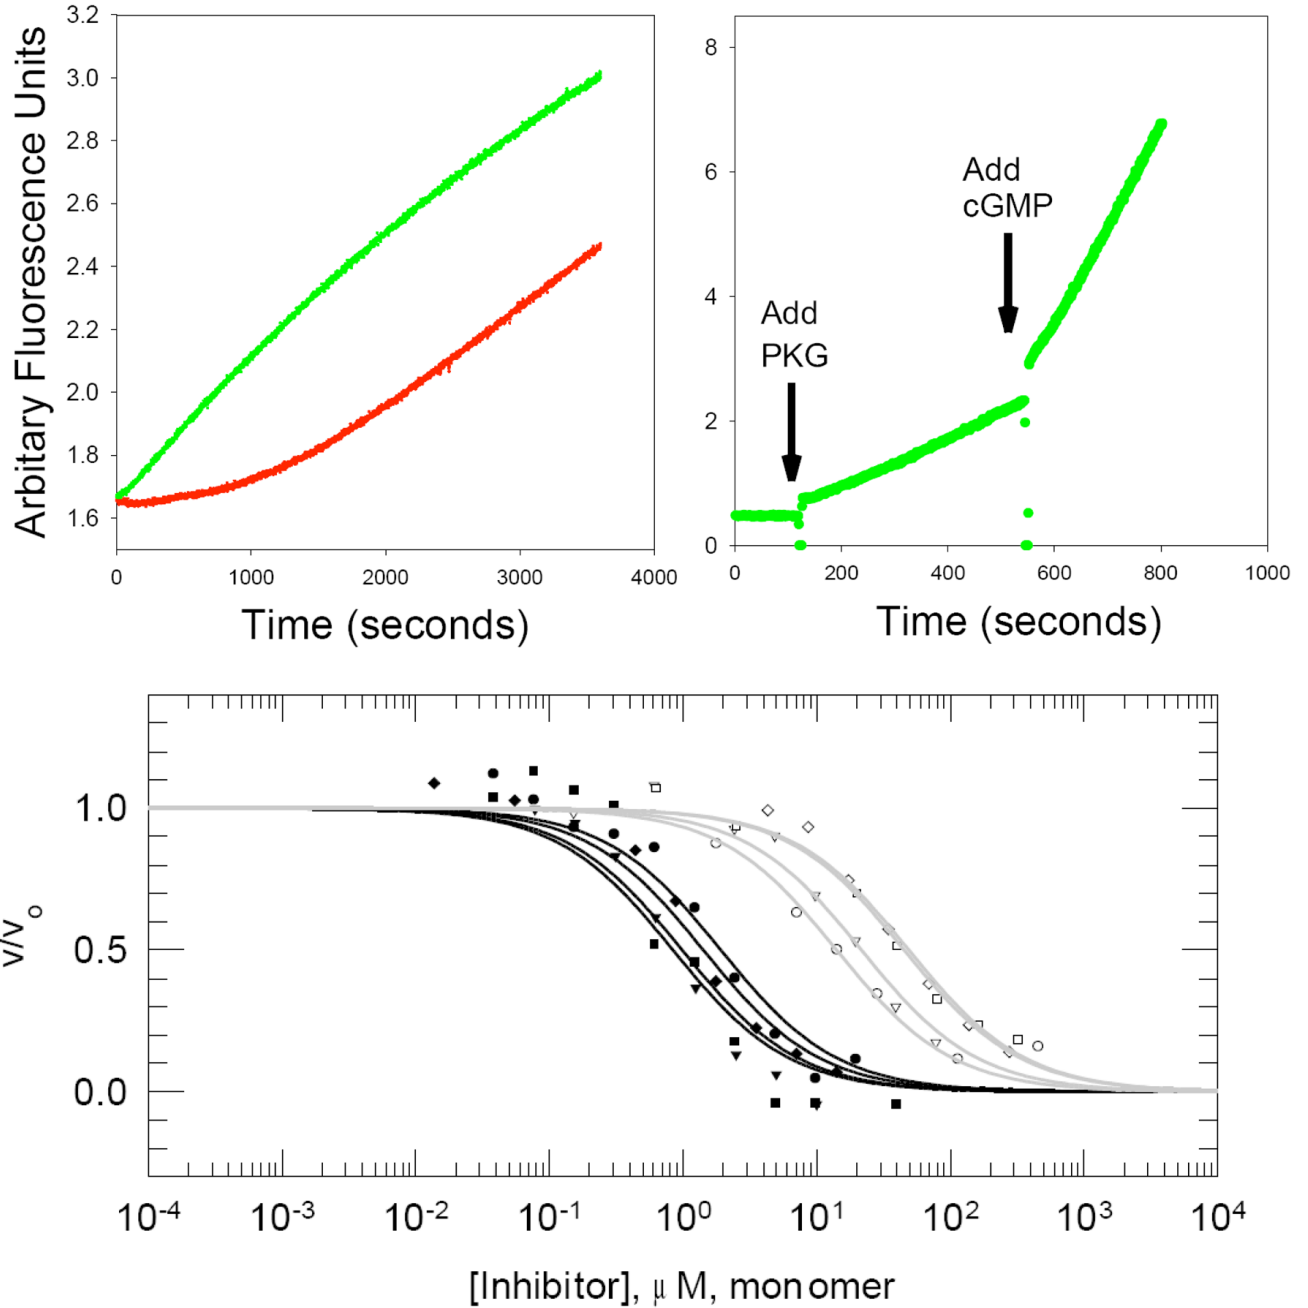 Arbitary Fluorescence Units
3.2
3.0
2.8
2.6
2.4
2.2
2.0
1.8
1.6
0 1000 2000 3000 4000
Time (seconds)
8
6
4
2
0
Add
PKG
Add
cGMP
0 200 400 600 800 1000
Time (seconds)
v/vo
1.0
0.5
0.0
10-4 10-3 10-2 10-1 100 101 102 103 104
[Inhibitor], μ M, monomer